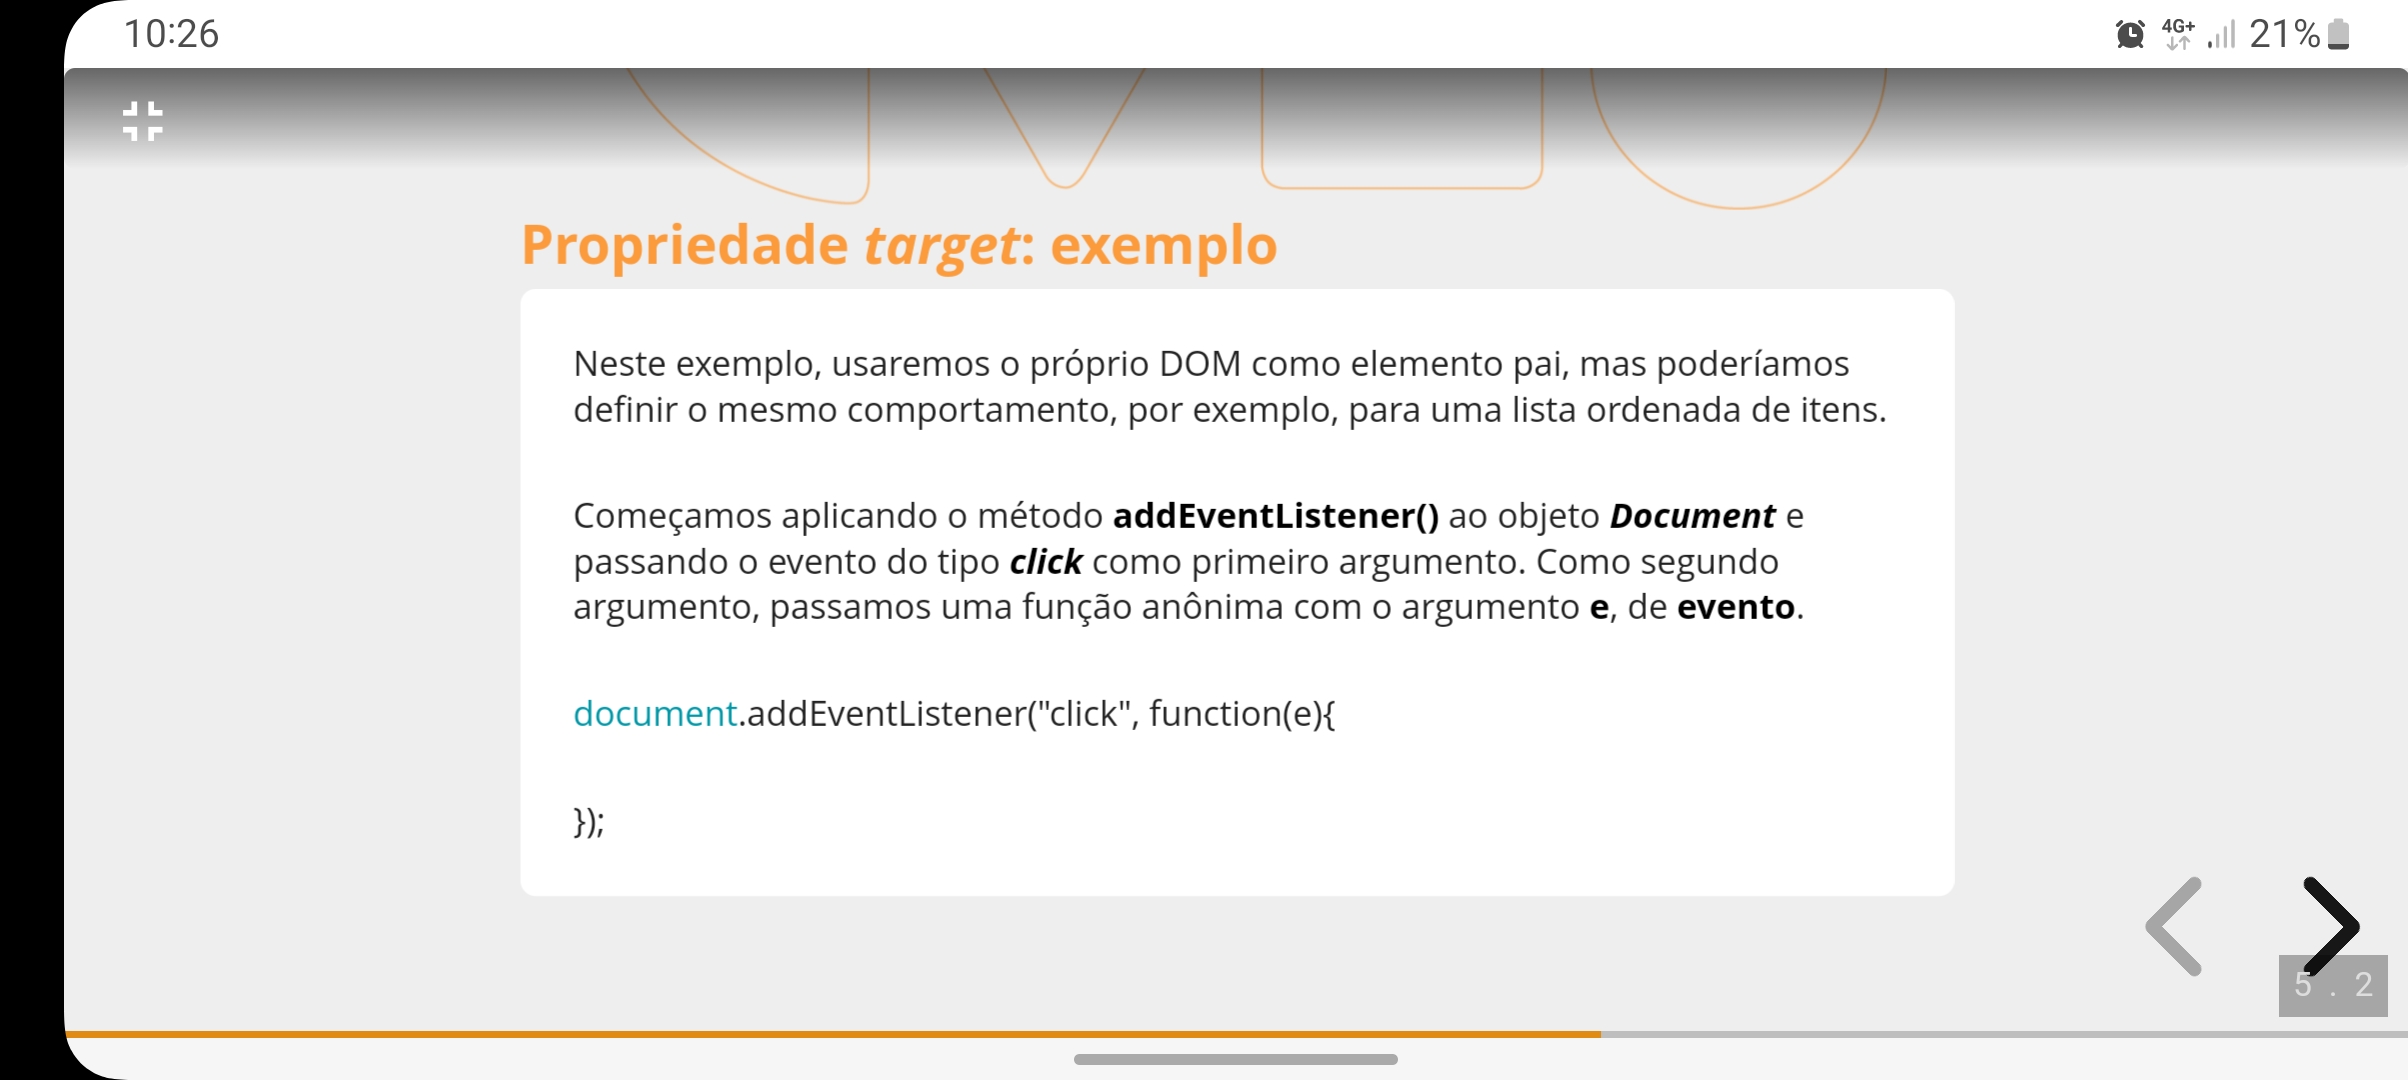 10:26
4G+ 21%
Propriedade target: exemplo
Neste exemplo, usaremos o próprio DOM como elemento pai, mas poderíamos
definir o mesmo comportamento, por exemplo, para uma lista ordenada de itens.
Começamos aplicando o método addEventListener() ao objeto Document e
passando o evento do tipo click como primeiro argumento. Como segundo
argumento, passamos uma função anônima com o argumento e, de evento.
document.addEventListener("click", function(e){
});
5 . 2